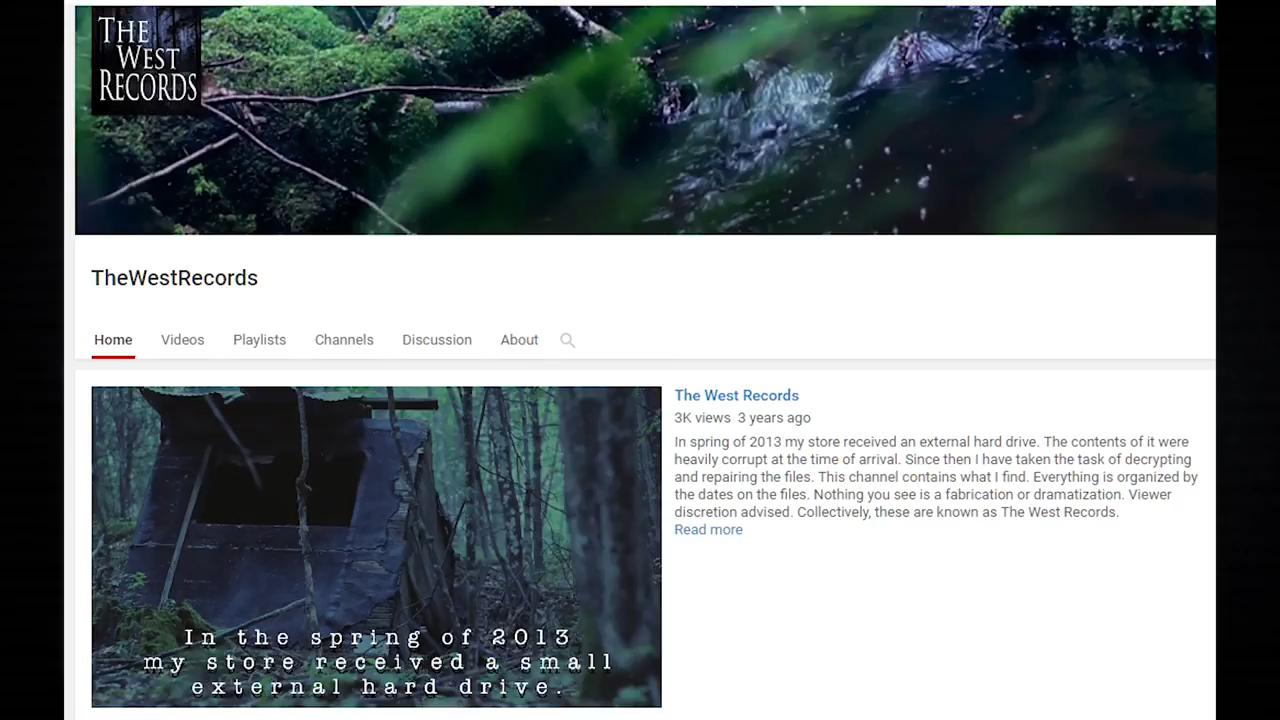 THE
WEST
RECORDS
TheWestRecords
Home Videos Playlists Channels Discussion About
The West Records
3K views 3 years ago
In spring of 2013 my store received an external hard drive. The contents of it were
heavily corrupt at the time of arrival. Since then I have taken the task of decrypting
and repairing the files. This channel contains what I find. Everything is organized by
the dates on the files. Nothing you see is a fabrication or dramatization. Viewer
discretion advised. Collectively, these are known as The West Records.
Read more
In the spring of 2013
my store received a small
external hard drive.